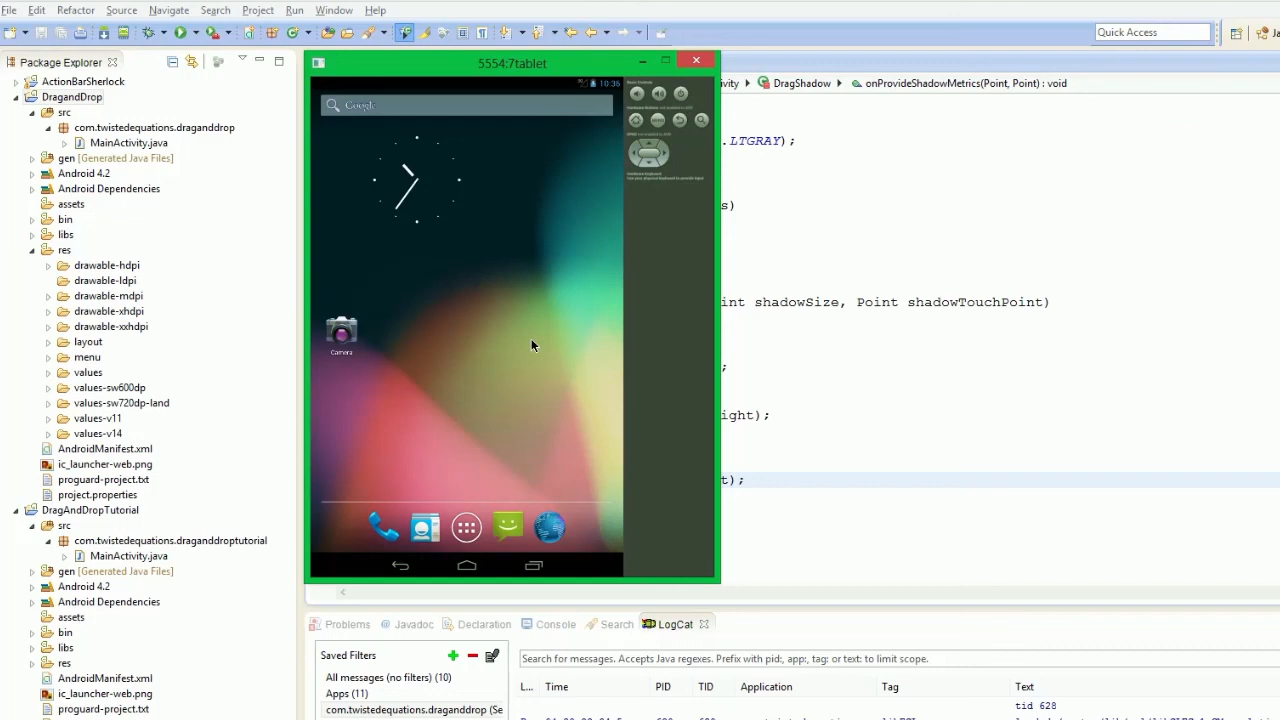 File Edit Refactor Source Navigate Search Project Run Window Help
Quick Access
Package Explorer
ActionBarSherlock
DragandDrop
src
com.twistedequations.draganddrop
MainActivity.java
gen [Generated Java Files]
Android 4.2
Android Dependencies
assets
bin
libs
res
drawable-hdpi
drawable-ldpi
drawable-mdpi
drawable-xhdpi
drawable-xxhdpi
layout
menu
values
values-sw600dp
values-sw720dp-land
values-v11
values-v14
AndroidManifest.xml
ic_launcher-web.png
proguard-project.txt
project.properties
DragAndDropTutorial
src
com.twistedequations.draganddroptutorial
MainActivity.java
gen [Generated Java Files]
Android 4.2
Android Dependencies
assets
bin
libs
res
AndroidManifest.xml
ic_launcher-web.png
proguard-project.txt
5554:7tablet
10:36
Google
Camera
ivity DragShadow onProvideShadowMetrics(Point, Point) : void
.LTGRAY);
s)
int shadowSize, Point shadowTouchPoint)
;
ight);
t);
Problems Javadoc Declaration Console Search LogCat
Saved Filters
All messages (no filters) (10)
Apps (11)
com.twistedequations.draganddrop (Se
Search for messages. Accepts Java regexes. Prefix with pid:, app:, tag: or text: to limit scope.
L... Time PID TID Application Tag Text
tid 628